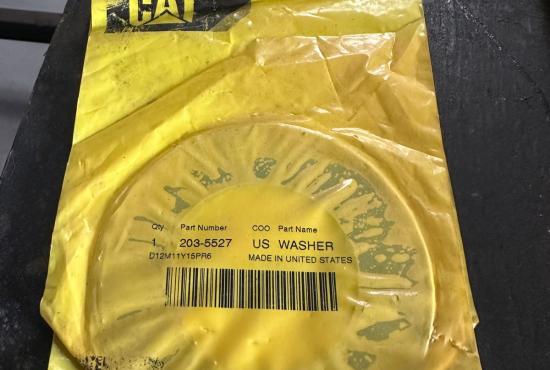 CAT
Qty Part Number COO Part Name
1 203-5527 US WASHER
D12M11Y15PR6 MADE IN UNITED STATES